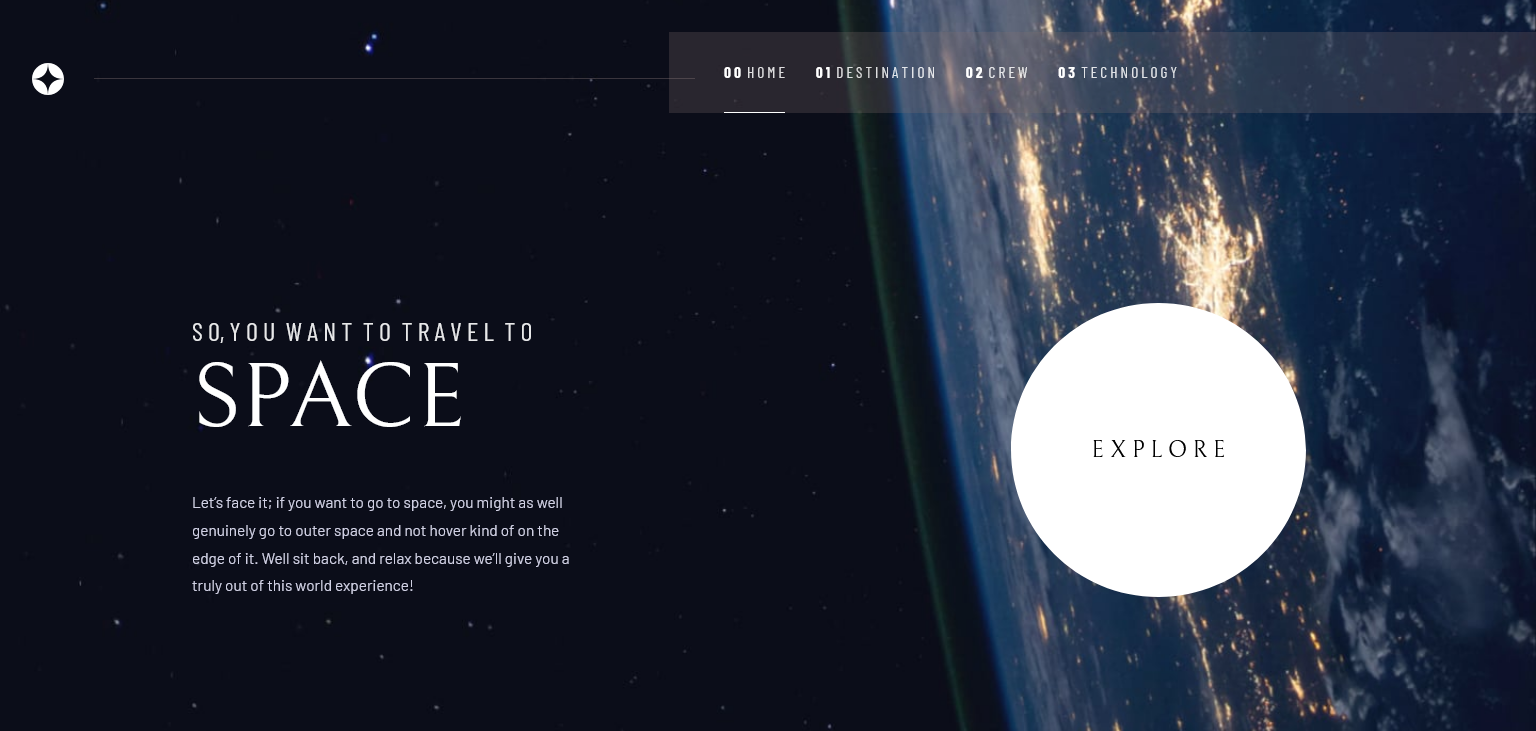 00 HOME 01 DESTINATION 02 CREW 03 TECHNOLOGY
SO,YOU WANT TO TRAVEL TO
SPACE
Let’s face it; if you want to go to space, you might as well
genuinely go to outer space and not hover kind of on the
edge of it. Well sit back, and relax because we’ll give you a
truly out of this world experience!
EXPLORE